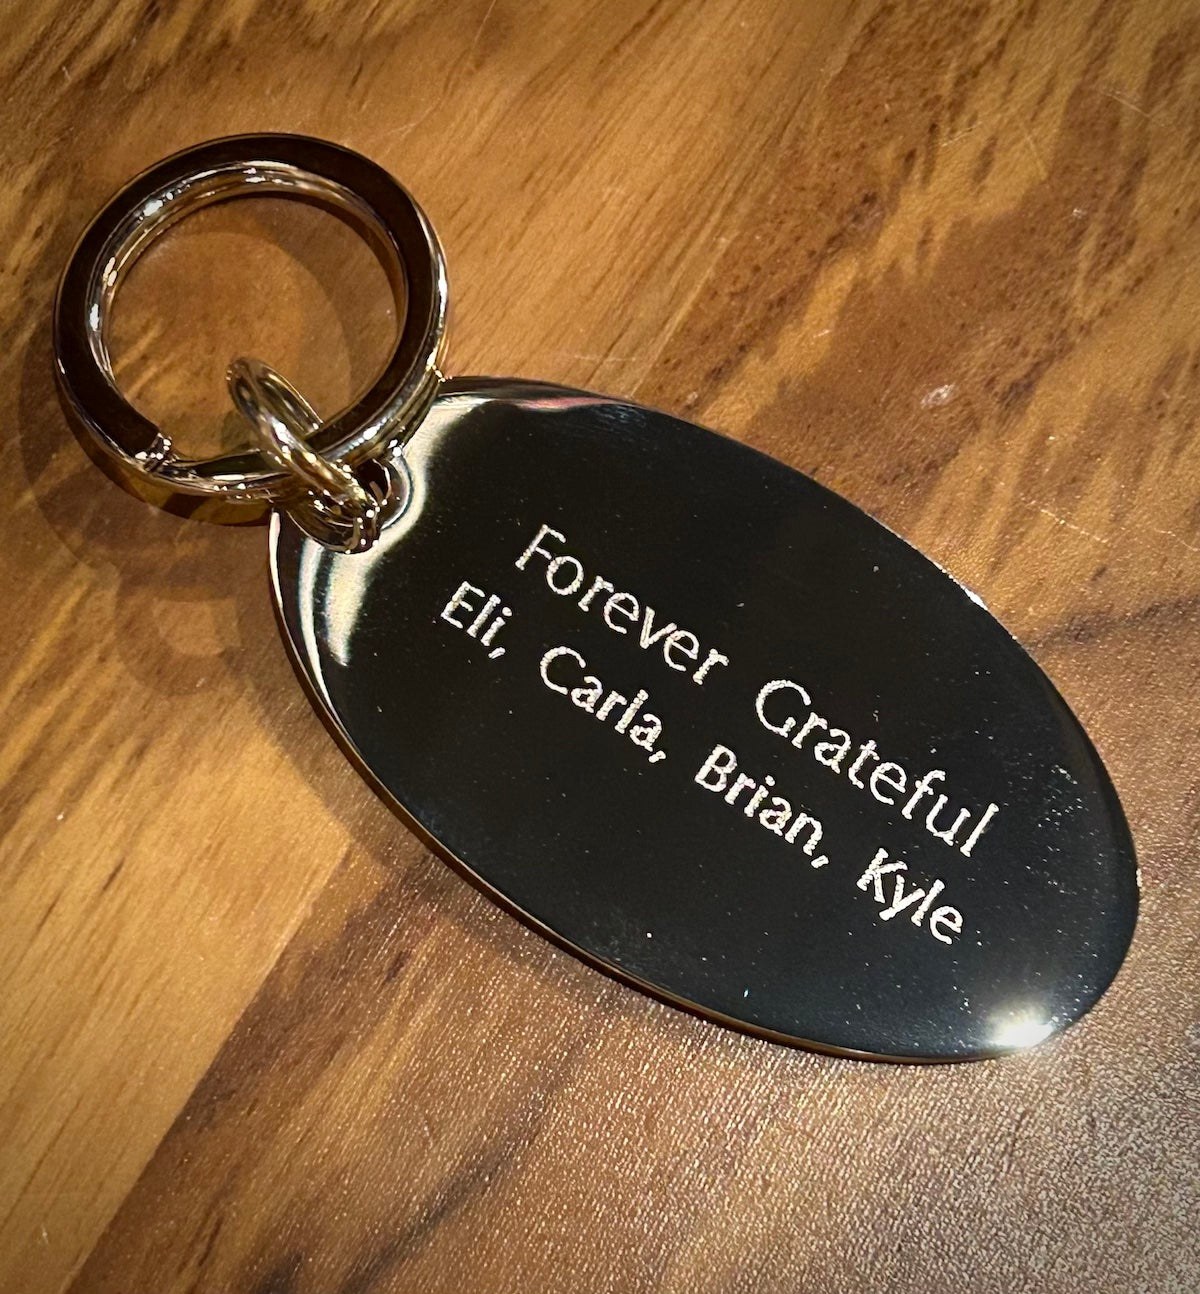 Forever Grateful
Eli, Carla, Brian, Kyle